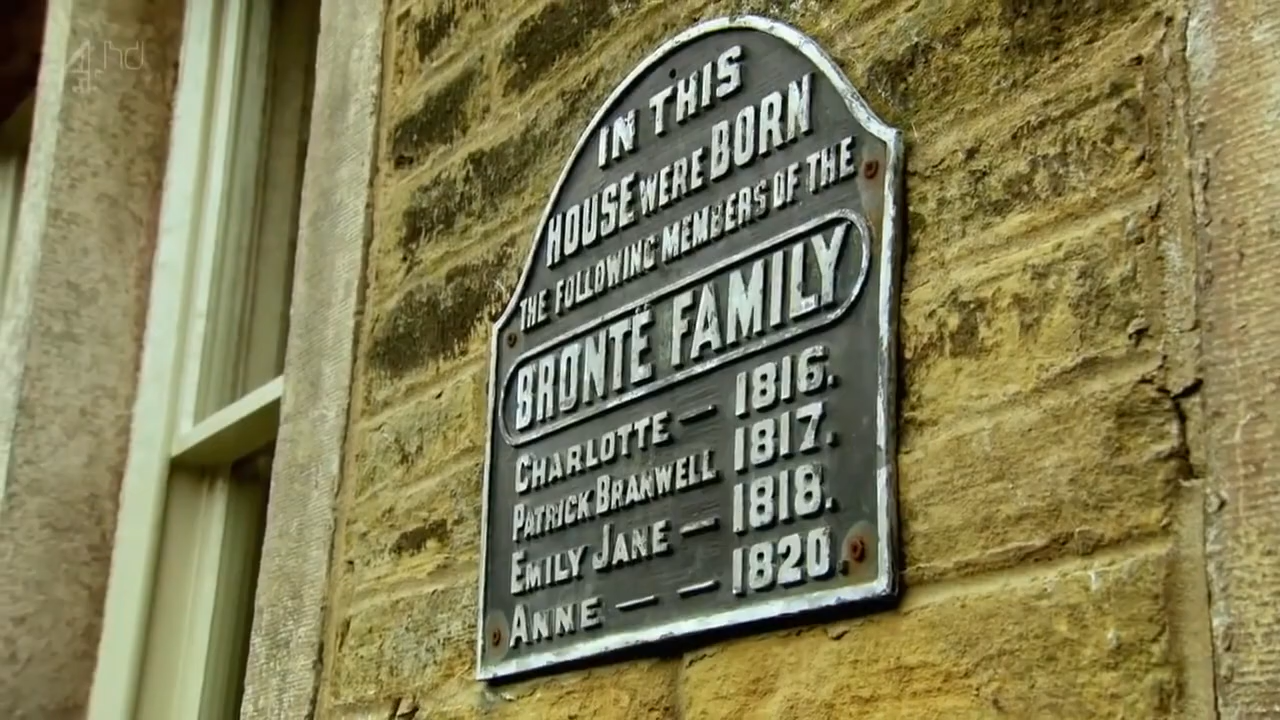 4 hd
IN THIS
HOUSE WERE BORN
THE FOLLOWING MEMBERS OF THE
BRONTË FAMILY
CHARLOTTE — 1816.
PATRICK BRANWELL 1817.
EMILY JANE — 1818.
ANNE — — 1820.